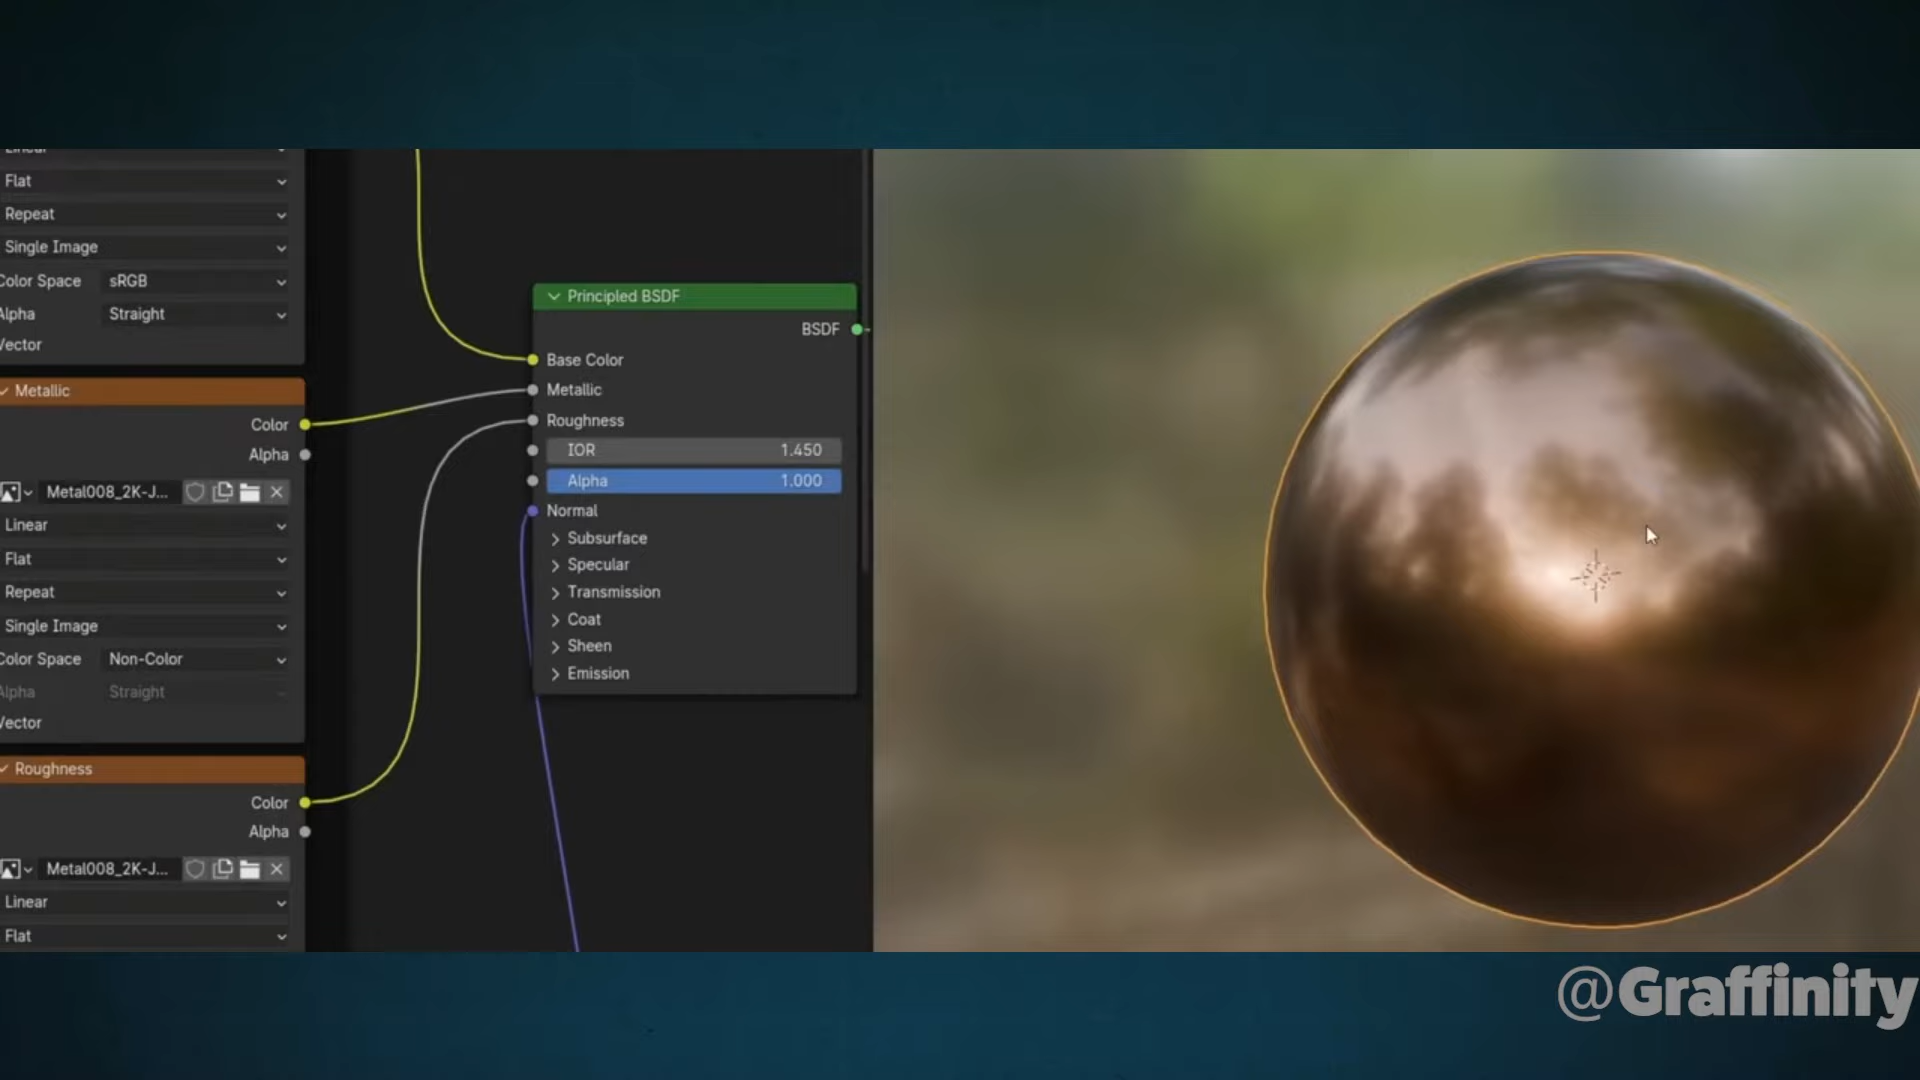 Linear
Flat
Repeat
Single Image
Color Space sRGB
Alpha Straight
Vector
Metallic
Color
Alpha
Metal008_2K-J...
Linear
Flat
Repeat
Single Image
Color Space Non-Color
Alpha Straight
Vector
Roughness
Color
Alpha
Metal008_2K-J...
Linear
Flat
Principled BSDF
BSDF
Base Color
Metallic
Roughness
IOR 1.450
Alpha 1.000
Normal
Subsurface
Specular
Transmission
Coat
Sheen
Emission
@Graffinity